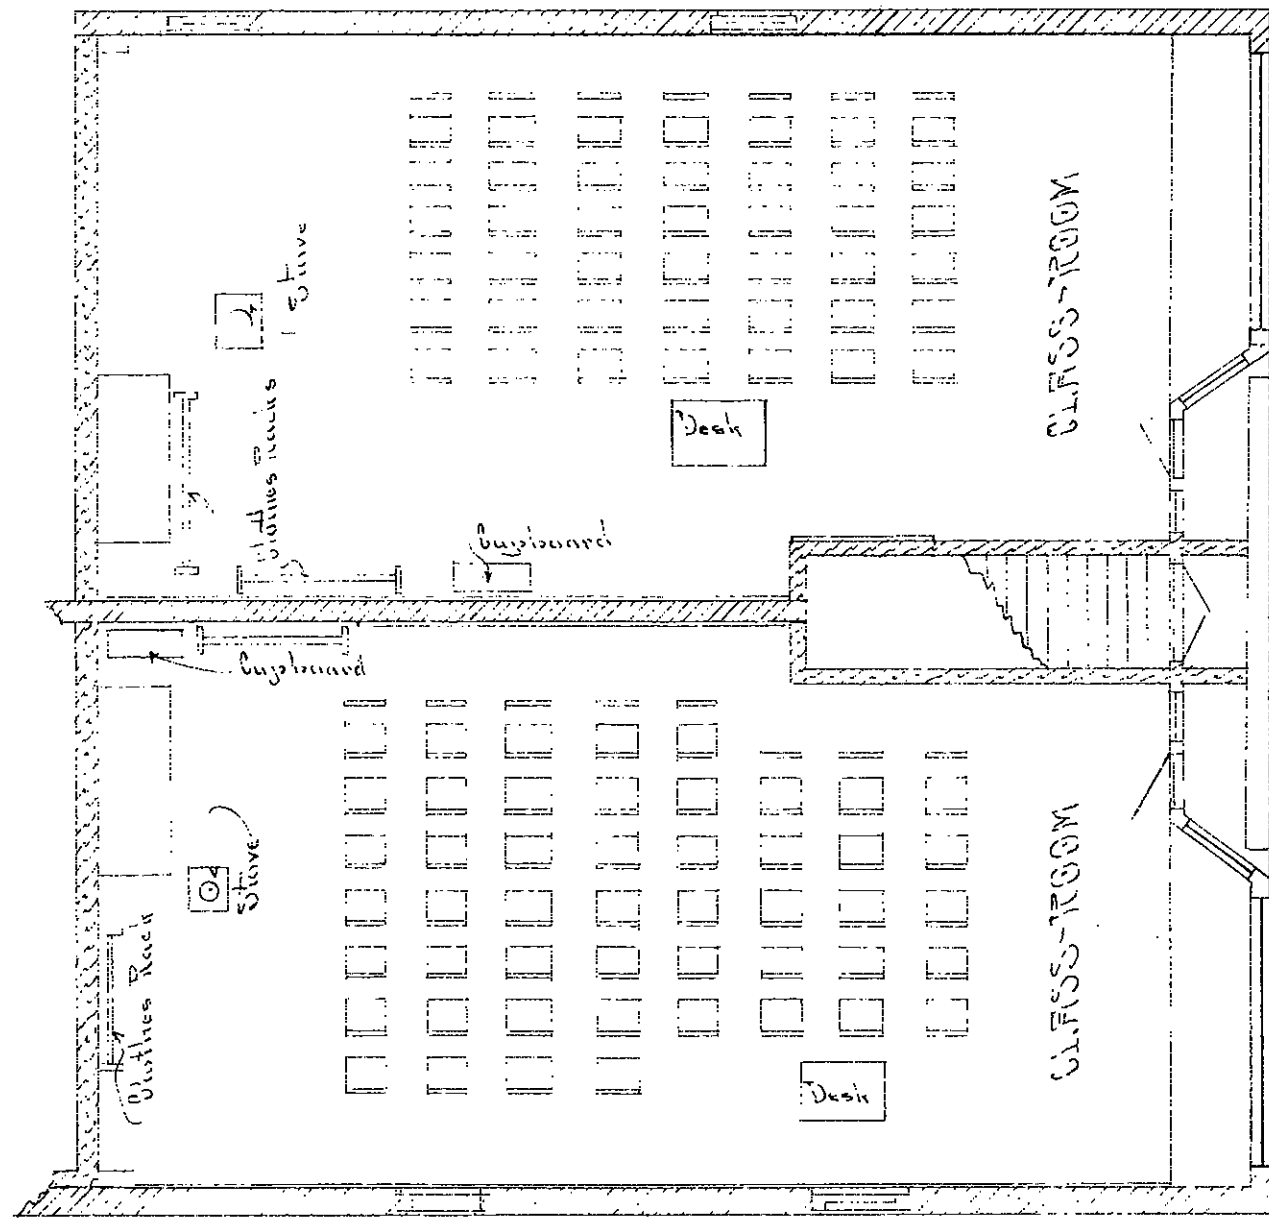 CLASS-ROOM
Stove
Clothes Racks
Desk
Cupboard
Cupboard
Stove
Clothes Rack
CLASS-ROOM
Desk